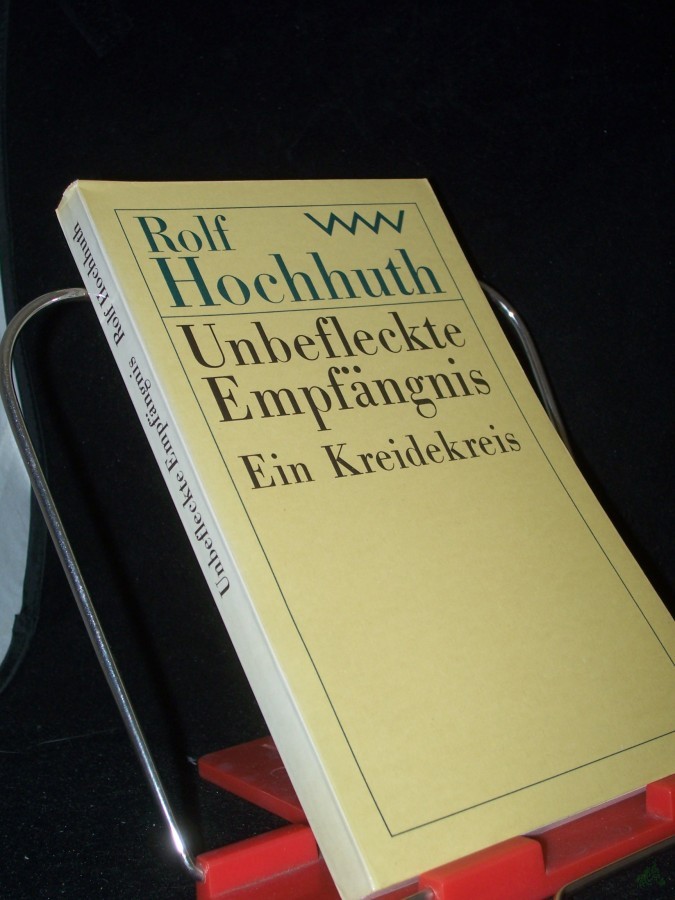 Rolf
Hochhuth
Unbefleckte
Empfängnis
Ein Kreidekreis
Unbefleckte Empfängnis Rolf Hochhuth